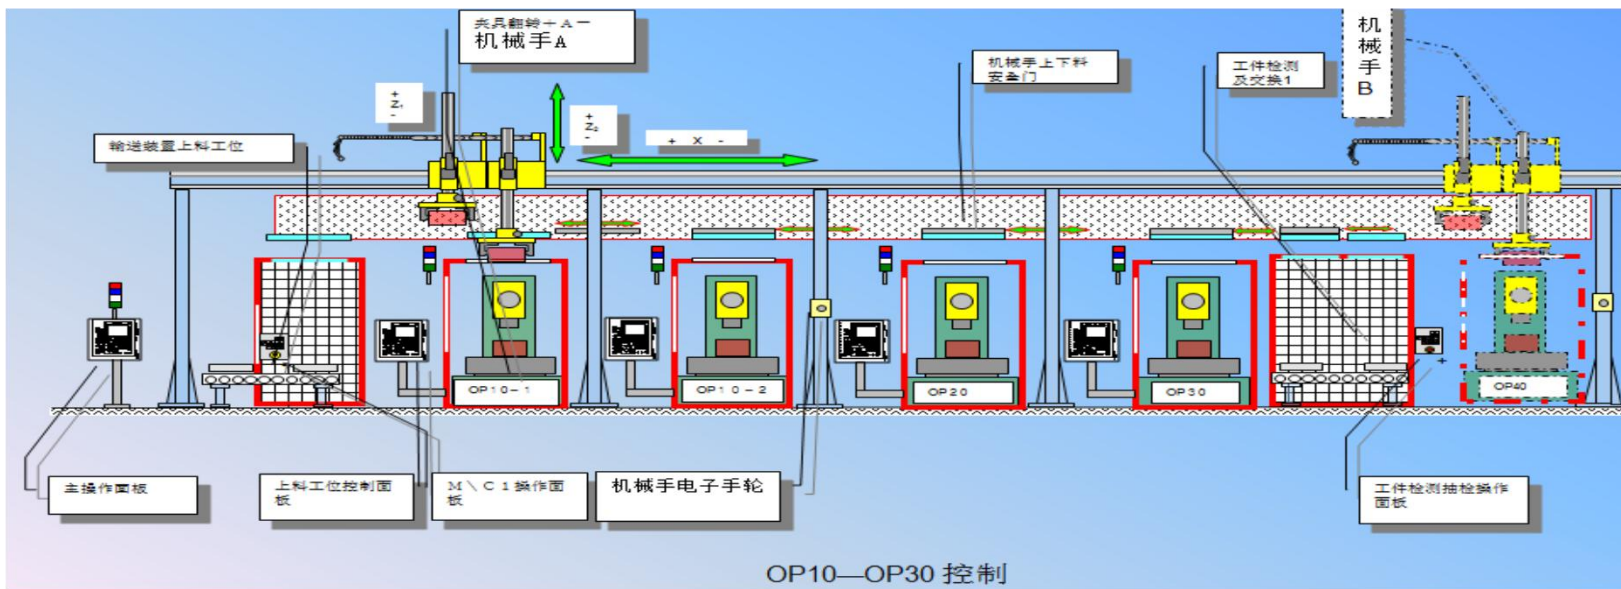 夹具翻转＋A－
机械手A
机械手B
机械手上下料
安全门
工件检测
及交换1
+
Z₁
-
+
Z₂
-
+ X -
输送装置上料工位
OP10-1
OP10-2
OP20
OP30
OP40
+
主操作面板
上料工位控制面
板
M＼C1操作面
板
机械手电子手轮
工件检测抽检操作
面板
OP10—OP30 控制